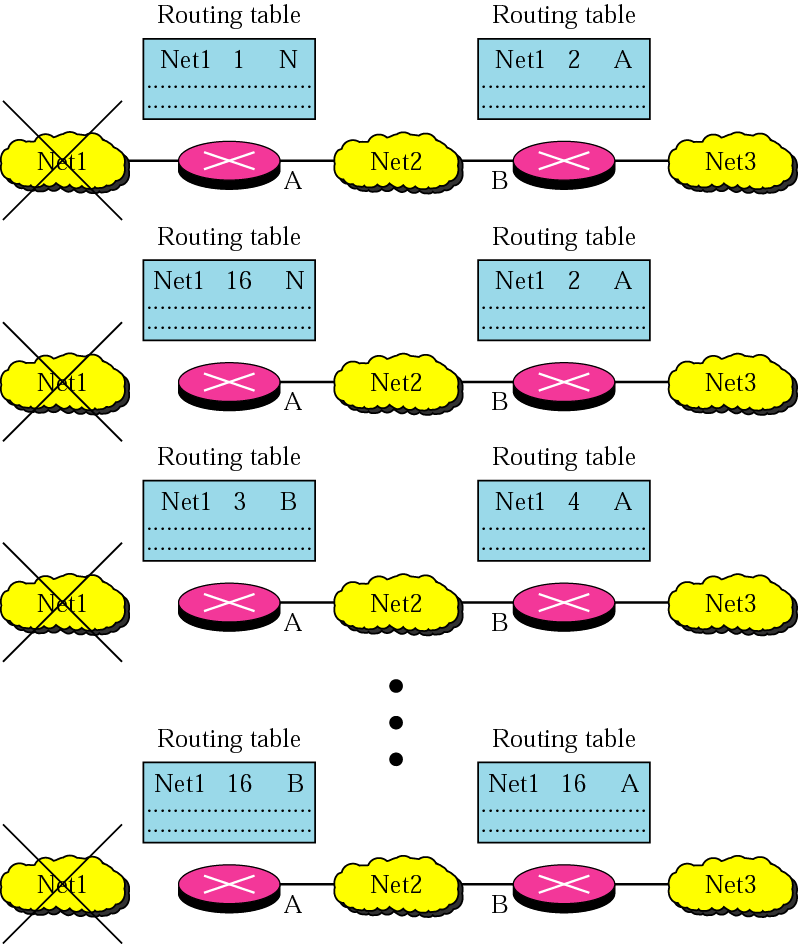 Routing table Routing table
Net1 1 N Net1 2 A
Net1 Net2 Net3
A B
Routing table Routing table
Net1 16 N Net1 2 A
Net1 Net2 Net3
A B
Routing table Routing table
Net1 3 B Net1 4 A
Net1 Net2 Net3
A B
Routing table Routing table
Net1 16 B Net1 16 A
Net1 Net2 Net3
A B